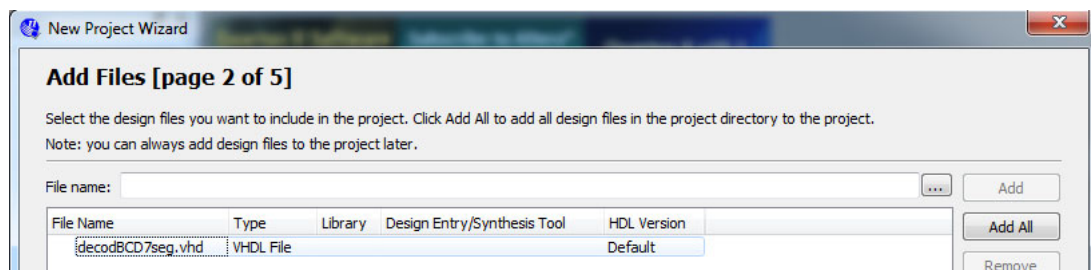 New Project Wizard
Add Files [page 2 of 5]
Select the design files you want to include in the project. Click Add All to add all design files in the project directory to the project.
Note: you can always add design files to the project later.
File name: ... Add
File Name Type Library Design Entry/Synthesis Tool HDL Version Add All
decodBCD7seg.vhd VHDL File Default
Remove